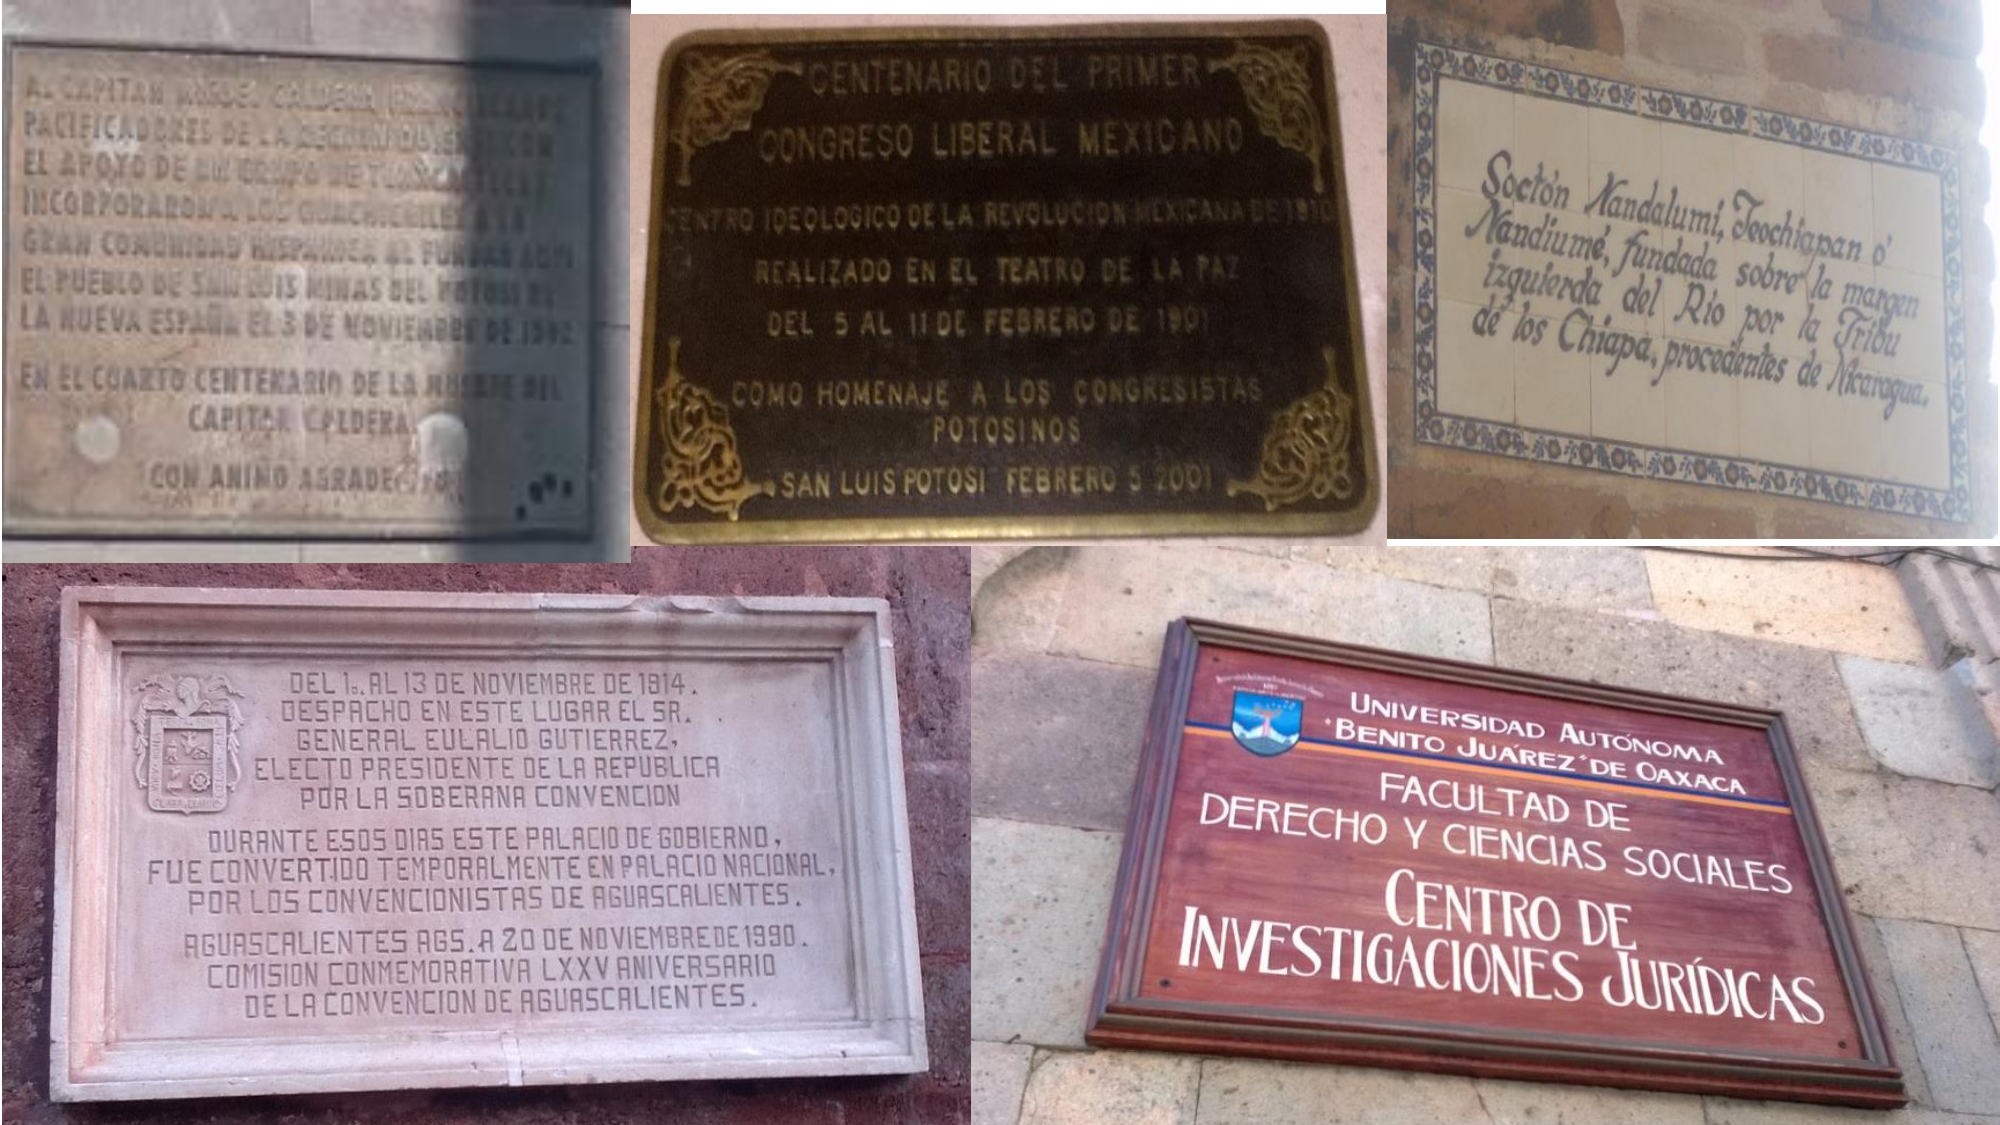 AL CAPITAN MIGUEL CALDERA
PACIFICADORES DE LA
EL APOYO DE UN GRUPO DE
INCORPORARON A LOS GUACHICHILES A LA
GRAN COMUNIDAD HISPANICA AL FUNDAR AQUI
EL PUEBLO DE SAN LUIS MINAS DEL POTOSI
LA NUEVA ESPAÑA EL 3 DE NOVIEMBRE DE 1592
EN EL CUARTO CENTENARIO DE LA MUERTE DEL
CAPITAN CALDERA
CON ANIMO
CENTENARIO DEL PRIMER
CONGRESO LIBERAL MEXICANO
CENTRO IDEOLOGICO DE LA REVOLUCION MEXICANA DE 1910
REALIZADO EN EL TEATRO DE LA PAZ
DEL 5 AL 11 DE FEBRERO DE 1901
COMO HOMENAJE A LOS CONGRESISTAS
POTOSINOS
SAN LUIS POTOSI FEBRERO 5 2001
Soctón Nandalumi, Teochiapan ó
Nandiumé, fundada sobre la margen
izquierda del Río por la Tribu
de los Chiapa, procedentes de Nicaragua.
DEL 1o. AL 13 DE NOVIEMBRE DE 1914.
DESPACHO EN ESTE LUGAR EL SR.
GENERAL EULALIO GUTIERREZ,
ELECTO PRESIDENTE DE LA REPUBLICA
POR LA SOBERANA CONVENCION
DURANTE ESOS DIAS ESTE PALACIO DE GOBIERNO,
FUE CONVERTIDO TEMPORALMENTE EN PALACIO NACIONAL,
POR LOS CONVENCIONISTAS DE AGUASCALIENTES.
AGUASCALIENTES AGS. A 20 DE NOVIEMBRE DE 1990.
COMISION CONMEMORATIVA LXXV ANIVERSARIO
DE LA CONVENCION DE AGUASCALIENTES.
UNIVERSIDAD AUTÓNOMA
"BENITO JUÁREZ" DE OAXACA
FACULTAD DE
DERECHO Y CIENCIAS SOCIALES
CENTRO DE
INVESTIGACIONES JURÍDICAS